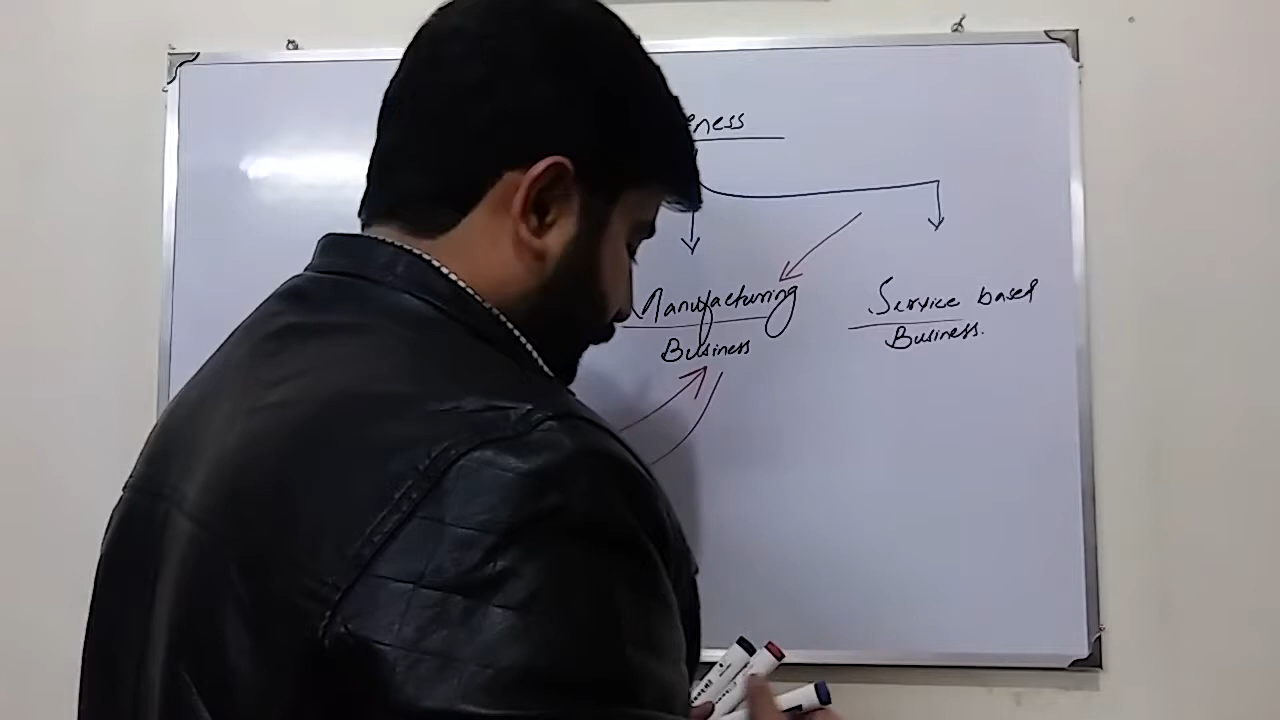 eness
Manufacturing
Business
Service based
Business.